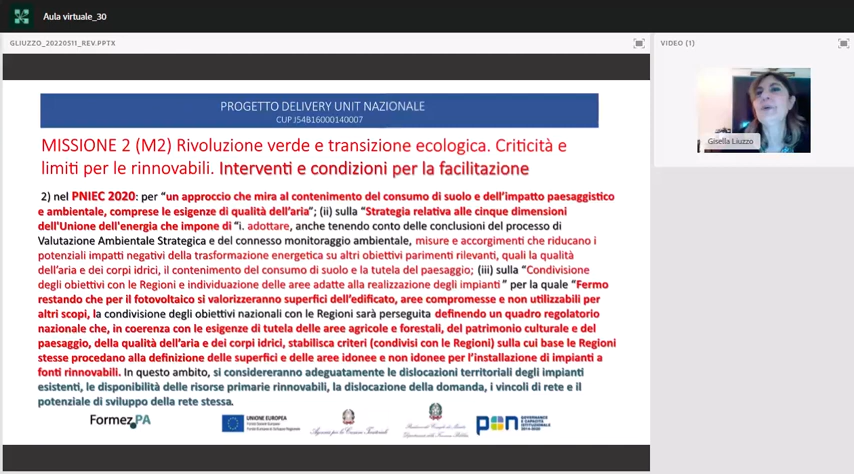 Aula virtuale_30
GLIUZZO_20220511_REV.PPTX
VIDEO (1)
PROGETTO DELIVERY UNIT NAZIONALE
CUP J54B16000140007
MISSIONE 2 (M2) Rivoluzione verde e transizione ecologica. Criticità e
limiti per le rinnovabili. Interventi e condizioni per la facilitazione
2) nel PNIEC 2020: per “un approccio che mira al contenimento del consumo di suolo e dell’impatto paesaggistico
e ambientale, comprese le esigenze di qualità dell’aria”; (ii) sulla “Strategia relativa alle cinque dimensioni
dell'Unione dell'energia che impone di “i. adottare, anche tenendo conto delle conclusioni del processo di
Valutazione Ambientale Strategica e del connesso monitoraggio ambientale, misure e accorgimenti che riducano i
potenziali impatti negativi della trasformazione energetica su altri obiettivi parimenti rilevanti, quali la qualità
dell’aria e dei corpi idrici, il contenimento del consumo di suolo e la tutela del paesaggio; (iii) sulla “Condivisione
degli obiettivi con le Regioni e individuazione delle aree adatte alla realizzazione degli impianti” per la quale “Fermo
restando che per il fotovoltaico si valorizzeranno superfici dell’edificato, aree compromesse e non utilizzabili per
altri scopi, la condivisione degli obiettivi nazionali con le Regioni sarà perseguita definendo un quadro regolatorio
nazionale che, in coerenza con le esigenze di tutela delle aree agricole e forestali, del patrimonio culturale e del
paesaggio, della qualità dell’aria e dei corpi idrici, stabilisca criteri (condivisi con le Regioni) sulla cui base le Regioni
stesse procedano alla definizione delle superfici e delle aree idonee e non idonee per l’installazione di impianti a
fonti rinnovabili. In questo ambito, si considereranno adeguatamente le dislocazioni territoriali degli impianti
esistenti, le disponibilità delle risorse primarie rinnovabili, la dislocazione della domanda, i vincoli di rete e il
potenziale di sviluppo della rete stessa.
Gisella Liuzzo
Formez PA
UNIONE EUROPEA
Agenzia per la Coesione Territoriale
pon
GOVERNANCE
E CAPACITÀ
ISTITUZIONALE
2014-2020